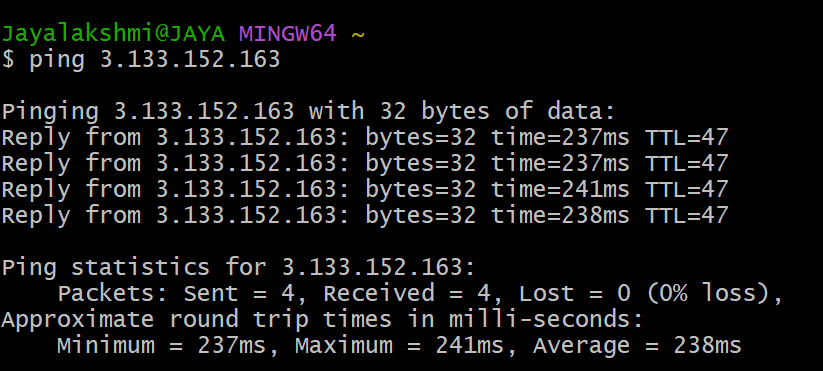 Jayalakshmi@JAYA MINGW64 ~
$ ping 3.133.152.163
Pinging 3.133.152.163 with 32 bytes of data:
Reply from 3.133.152.163: bytes=32 time=237ms TTL=47
Reply from 3.133.152.163: bytes=32 time=237ms TTL=47
Reply from 3.133.152.163: bytes=32 time=241ms TTL=47
Reply from 3.133.152.163: bytes=32 time=238ms TTL=47
Ping statistics for 3.133.152.163:
    Packets: Sent = 4, Received = 4, Lost = 0 (0% loss),
Approximate round trip times in milli-seconds:
    Minimum = 237ms, Maximum = 241ms, Average = 238ms